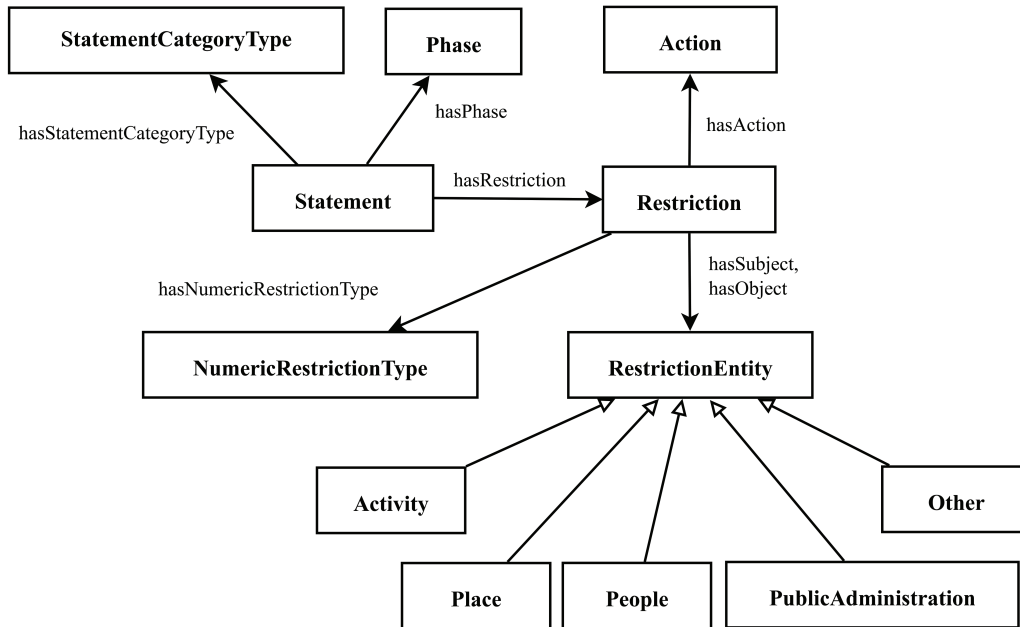 StatementCategoryType
Phase
Action
hasStatementCategoryType
hasPhase
hasAction
Statement
hasRestriction
Restriction
hasNumericRestrictionType
hasSubject,
hasObject
NumericRestrictionType
RestrictionEntity
Activity
Other
Place
People
PublicAdministration